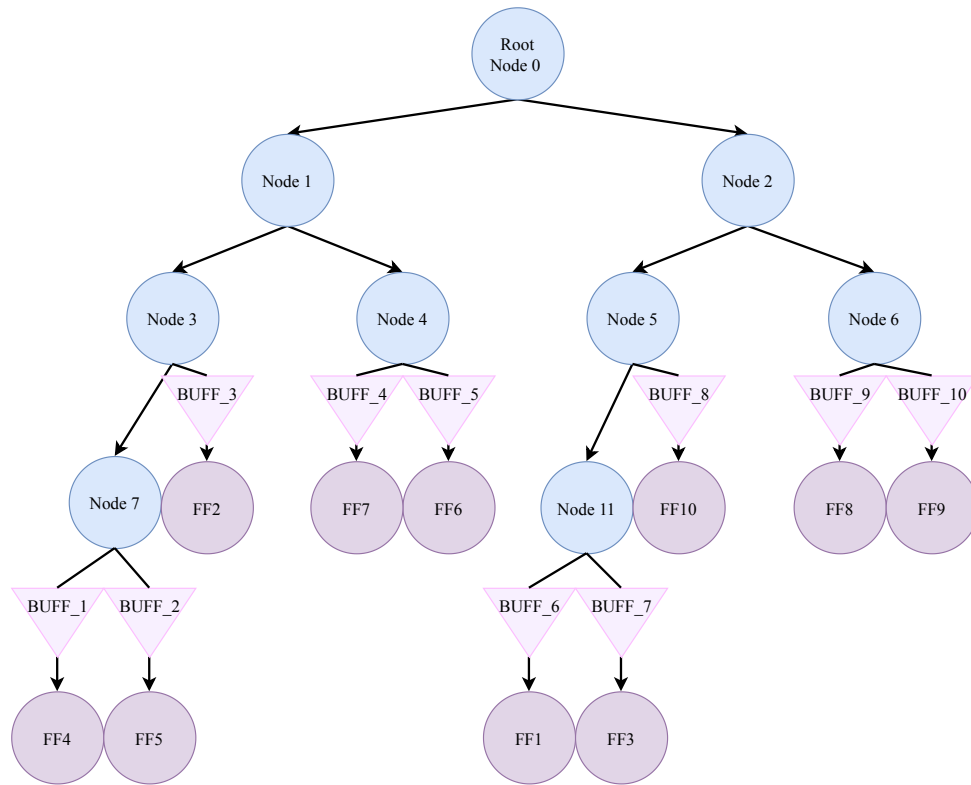 Root
Node 0
Node 1
Node 2
Node 3
Node 4
Node 5
Node 6
BUFF_3
BUFF_4
BUFF_5
BUFF_8
BUFF_9
BUFF_10
Node 7
FF2
FF7
FF6
Node 11
FF10
FF8
FF9
BUFF_1
BUFF_2
BUFF_6
BUFF_7
FF4
FF5
FF1
FF3